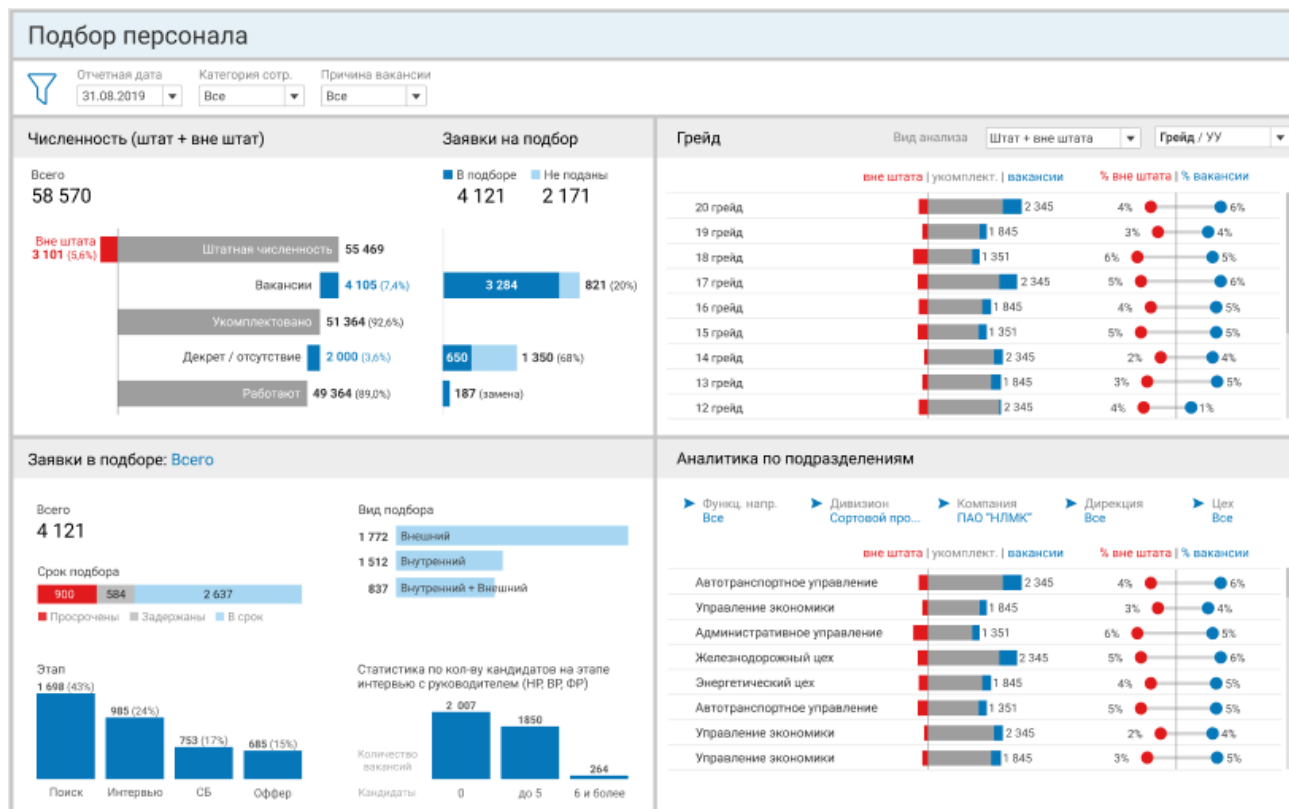 Подбор персонала
Отчетная дата Категория сотр. Причина вакансии
31.08.2019 Все Все
Численность (штат + вне штат) Заявки на подбор
Всего В подборе Не поданы
58 570 4 121 2 171
Вне штата
3 101 (5,6%) Штатная численность 55 469
Вакансии 4 105 (7,4%) 3 284 821 (20%)
Укомплектовано 51 364 (92,6%)
Декрет / отсутствие 2 000 (3,6%) 650 1 350 (68%)
Работают 49 364 (89,0%) 187 (замена)
Грейд Вид анализа Штат + вне штата Грейд / УУ
вне штата | укомплект. | вакансии % вне штата | % вакансии
20 грейд 2 345 4% 6%
19 грейд 1 845 3% 4%
18 грейд 1 351 6% 5%
17 грейд 2 345 5% 6%
16 грейд 1 845 4% 5%
15 грейд 1 351 5% 5%
14 грейд 2 345 2% 4%
13 грейд 1 845 3% 5%
12 грейд 2 345 4% 1%
Заявки в подборе: Всего
Всего
4 121
Срок подбора
900 584 2 637
Просрочены Задержаны В срок
Вид подбора
1 772 Внешний
1 512 Внутренний
837 Внутренний + Внешний
Этап
1 698 (43%)
985 (24%)
753 (17%)
685 (15%)
Поиск Интервью СБ Оффер
Статистика по кол-ву кандидатов на этапе
интервью с руководителем (НР, ВР, ФР)
2 007
1850
264
Количество
вакансий
Кандидаты 0 до 5 6 и более
Аналитика по подразделениям
Функц. напр. Дивизион Компания Дирекция Цех
Все Сортовой про... ПАО "НЛМК" Все Все
вне штата | укомплект. | вакансии % вне штата | % вакансии
Автотранспортное управление 2 345 4% 6%
Управление экономики 1 845 3% 4%
Административное управление 1 351 6% 5%
Железнодорожный цех 2 345 5% 6%
Энергетический цех 1 845 4% 5%
Автотранспортное управление 1 351 5% 5%
Управление экономики 2 345 2% 4%
Управление экономики 1 845 3% 5%